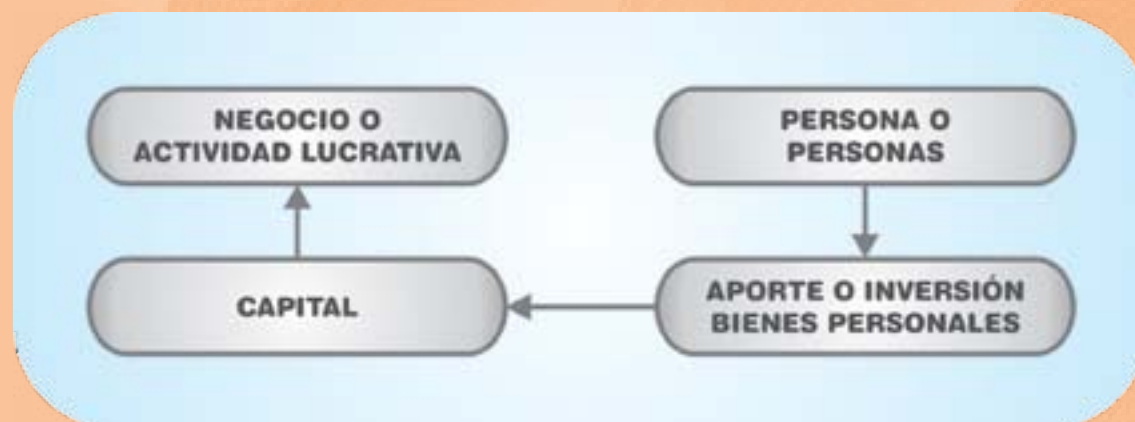 NEGOCIO O
ACTIVIDAD LUCRATIVA
PERSONA O
PERSONAS
CAPITAL
APORTE O INVERSIÓN
BIENES PERSONALES